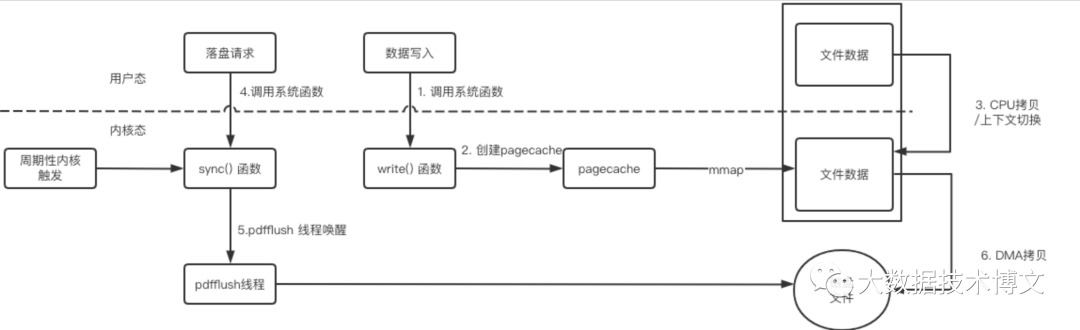 落盘请求
数据写入
文件数据
用户态
4.调用系统函数
1. 调用系统函数
3. CPU拷贝
/上下文切换
内核态
周期性内核
触发
sync() 函数
write() 函数
2. 创建pagecache
pagecache
mmap
文件数据
5.pdfflush 线程唤醒
6. DMA拷贝
pdfflush线程
文件
大数据技术博文